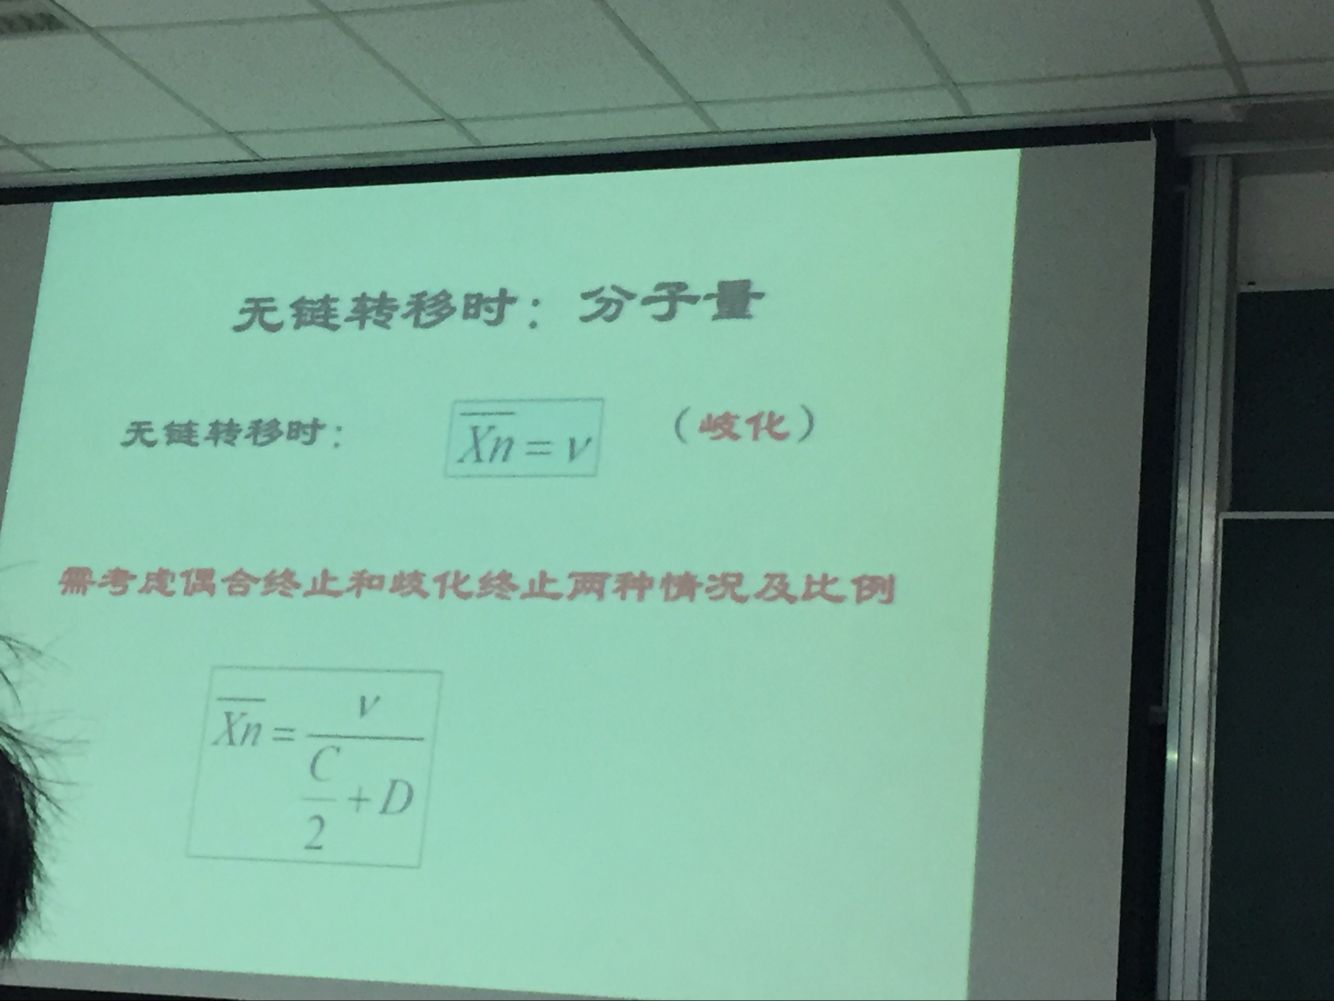 无链转移时：分子量
无链转移时： $\overline{Xn} = \nu$ （岐化）
需考虑偶合终止和歧化终止两种情况及比例
$\overline{Xn} = \frac{\nu}{\frac{C}{2} + D}$